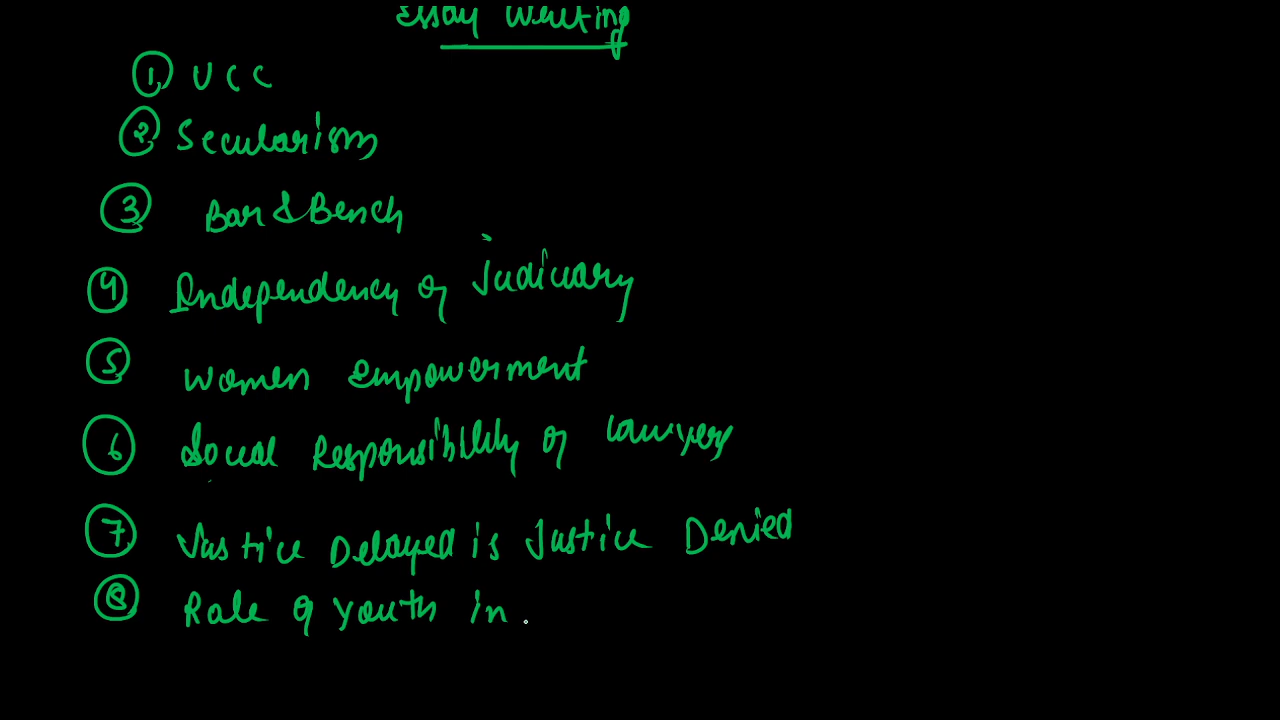 Essay Writing
1. UCC
2. Secularism
3 Bar & Bench
4 Independency of Judiciary
5 Women Empowerment
6 Social Responsibility of Lawyers
7. Justice Delayed is Justice Denied
8 Role of Youth in